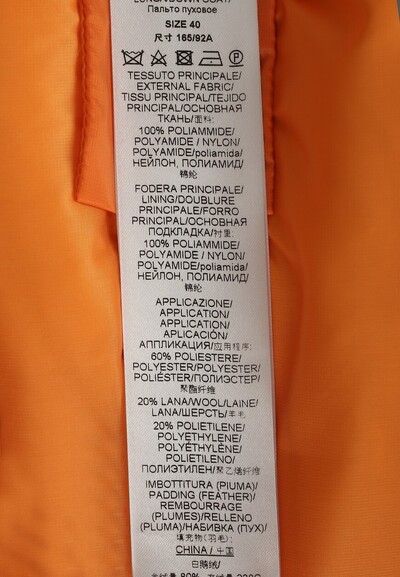 Пальто пуховое
SIZE 40
尺寸 165/92A
TESSUTO PRINCIPALE/
EXTERNAL FABRIC/
TISSU PRINCIPAL/TEJIDO
PRINCIPAL/ОСНОВНАЯ
ТКАНЬ/面料:
100% POLIAMMIDE/
POLYAMIDE / NYLON/
POLYAMIDE/poliamida/
НЕЙЛОН, ПОЛИАМИД/
锦纶
FODERA PRINCIPALE/
LINING/DOUBLURE
PRINCIPALE/FORRO
PRINCIPAL/ОСНОВНАЯ
ПОДКЛАДКА/衬里:
100% POLIAMMIDE/
POLYAMIDE / NYLON/
POLYAMIDE/poliamida/
НЕЙЛОН, ПОЛИАМИД/
锦纶
APPLICAZIONE/
APPLICATION/
APPLICATION/
APLICACIÓN/
АППЛИКАЦИЯ/应用程序:
60% POLIESTERE/
POLYESTER/POLYESTER/
POLIÉSTER/ПОЛИЭСТЕР/
聚酯纤维
20% LANA/WOOL/LAINE/
LANA/ШЕРСТЬ/羊毛
20% POLIETILENE/
POLYETHYLENE/
POLYÉTHYLÈNE/
POLIETILENO/
ПОЛИЭТИЛЕН/聚乙烯纤维
IMBOTTITURA (PIUMA)/
PADDING (FEATHER)/
REMBOURRAGE
(PLUMES)/RELLENO
(PLUMA)/НАБИВКА (ПУХ)/
填充物(羽毛):
CHINA / 中国
白鹅绒/